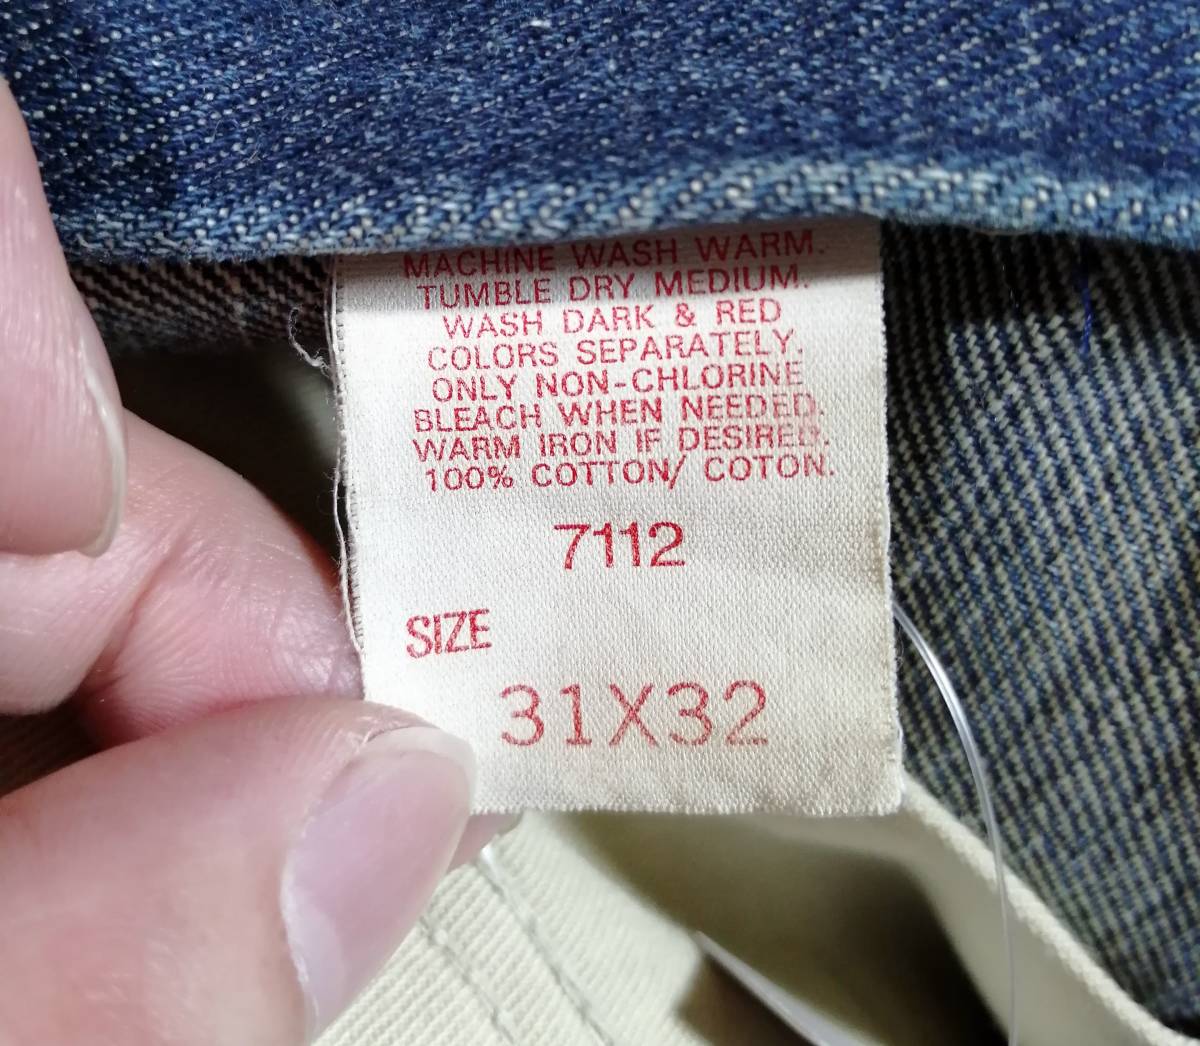 MACHINE WASH WARM.
TUMBLE DRY MEDIUM.
WASH DARK & RED
COLORS SEPARATELY.
ONLY NON-CHLORINE
BLEACH WHEN NEEDED.
WARM IRON IF DESIRED.
100% COTTON/ COTON.
7112
SIZE
31X32